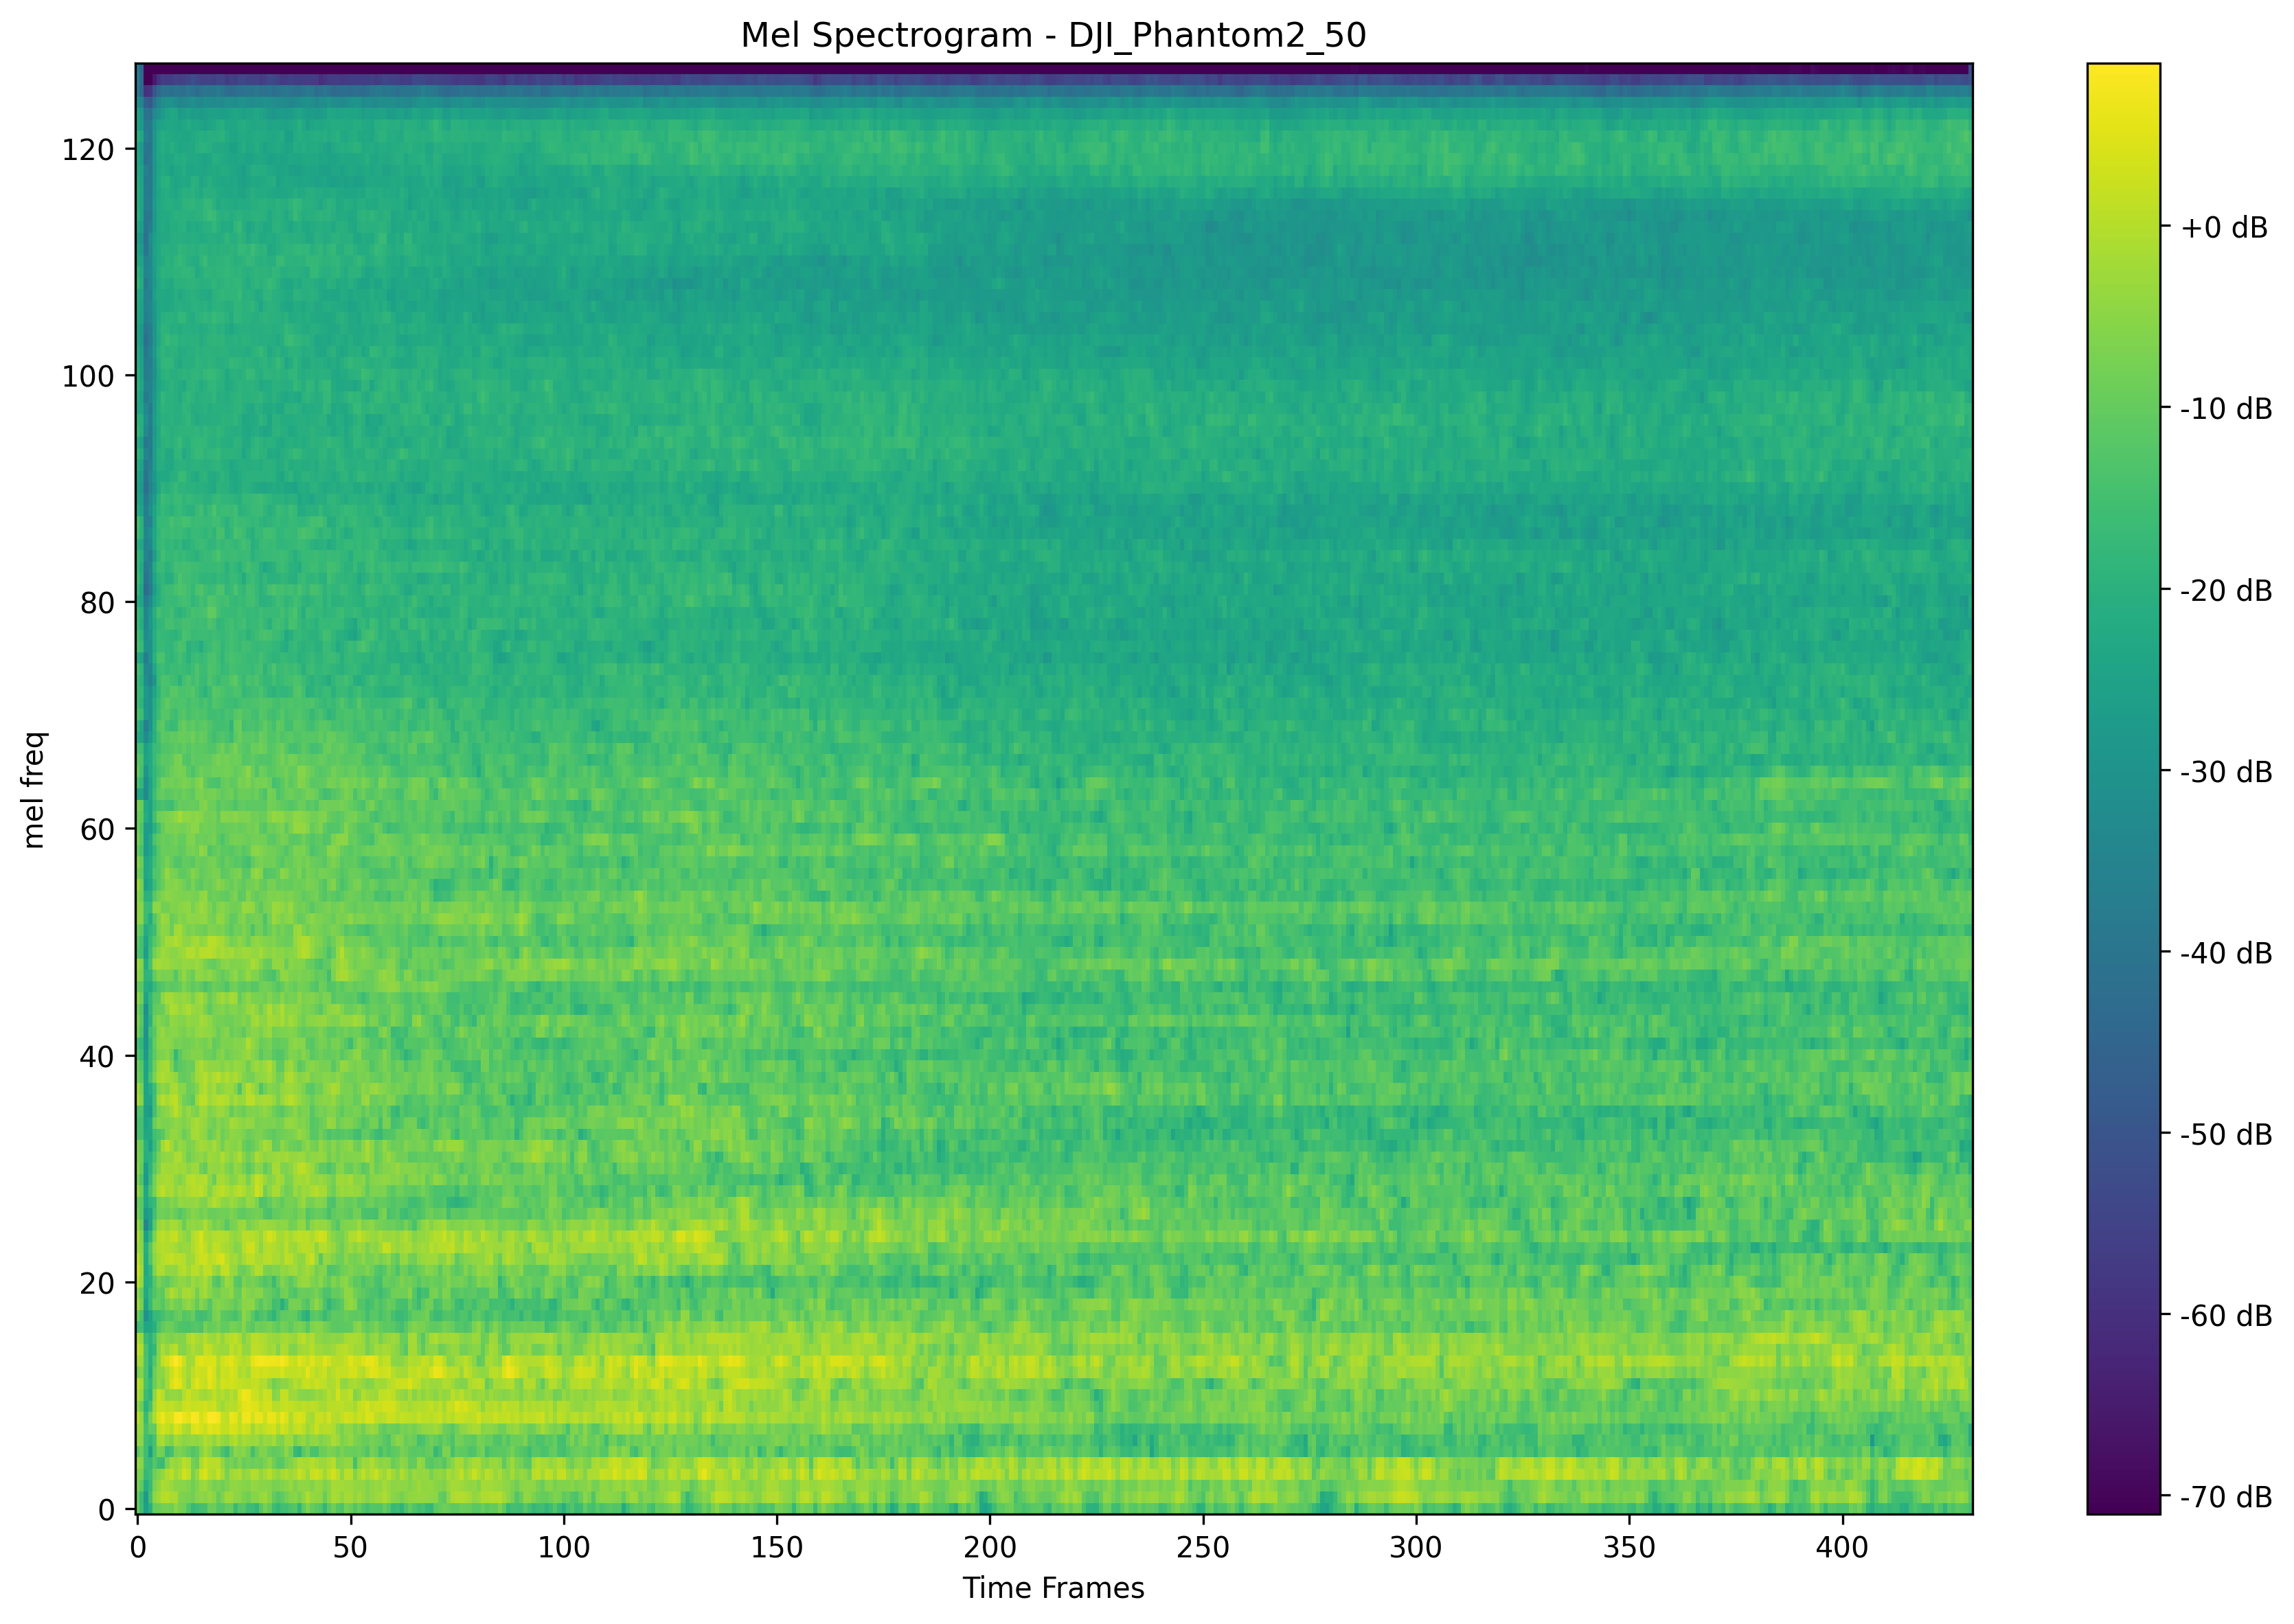 Mel Spectrogram - DJI_Phantom2_50
120
100
80
60
40
20
0
mel freq
0
50
100
150
200
250
300
350
400
Time Frames
+0 dB
-10 dB
-20 dB
-30 dB
-40 dB
-50 dB
-60 dB
-70 dB